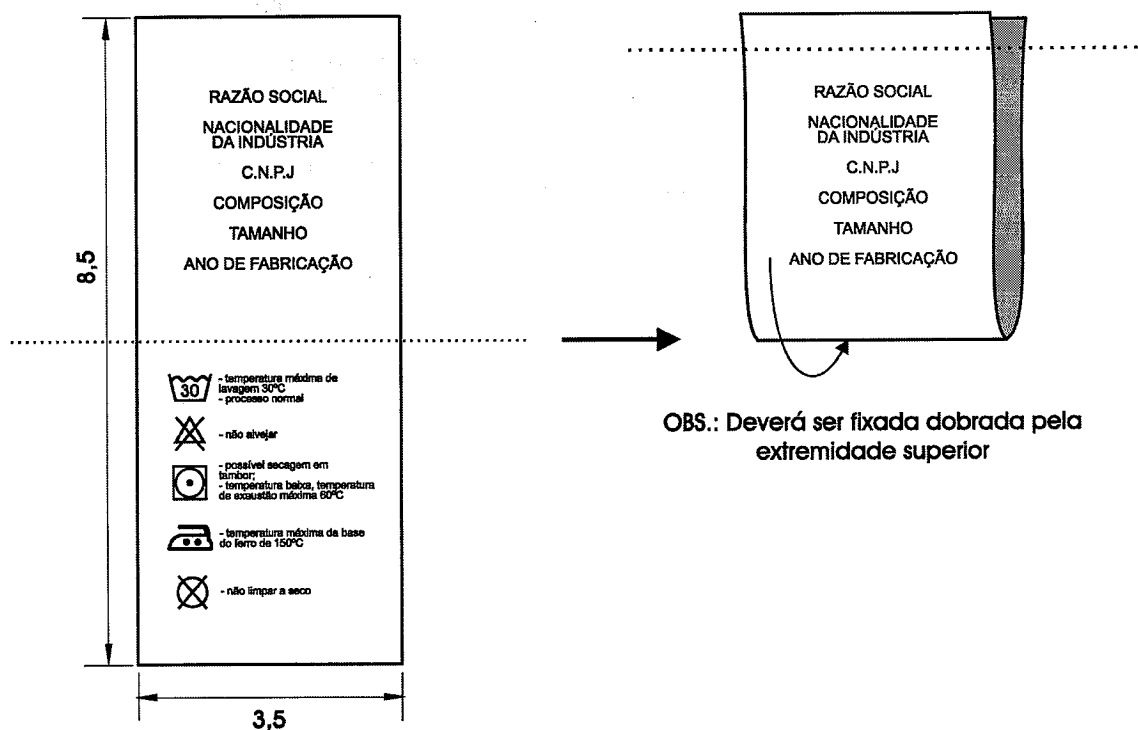 RAZÃO SOCIAL
NACIONALIDADE
DA INDÚSTRIA
C.N.P.J
COMPOSIÇÃO
TAMANHO
ANO DE FABRICAÇÃO
8,5
30
- temperatura máxima de
lavagem 30ºC
- processo normal
- não alvejar
- possível secagem em
tambor;
- temperatura baixa, temperatura
de exaustão máxima 60ºC
- temperatura máxima da base
do ferro de 150ºC
- não limpar a seco
3,5
RAZÃO SOCIAL
NACIONALIDADE
DA INDÚSTRIA
C.N.P.J
COMPOSIÇÃO
TAMANHO
ANO DE FABRICAÇÃO
OBS.: Deverá ser fixada dobrada pela
extremidade superior